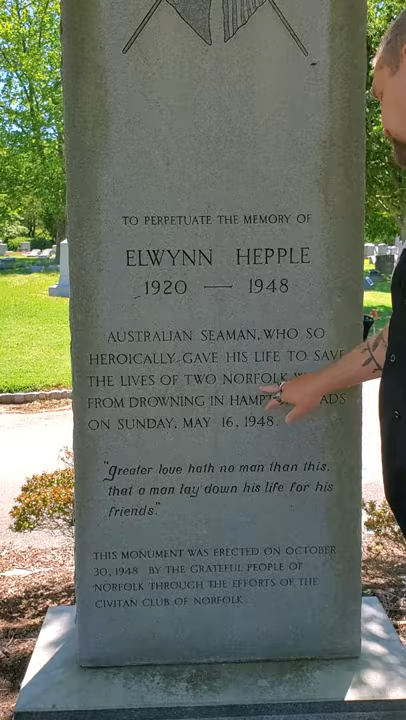 TO PERPETUATE THE MEMORY OF
ELWYNN HEPPLE
1920 — 1948
AUSTRALIAN SEAMAN, WHO SO
HEROICALLY GAVE HIS LIFE TO SAVE
THE LIVES OF TWO NORFOLK
FROM DROWNING IN
ON SUNDAY, MAY 16, 1948.
"Greater love hath no man than this,
that a man lay down his life for his
friends."
THIS MONUMENT WAS ERECTED ON OCTOBER
30, 1948 BY THE GRATEFUL PEOPLE OF
NORFOLK THROUGH THE EFFORTS OF THE
CIVITAN CLUB OF NORFOLK.